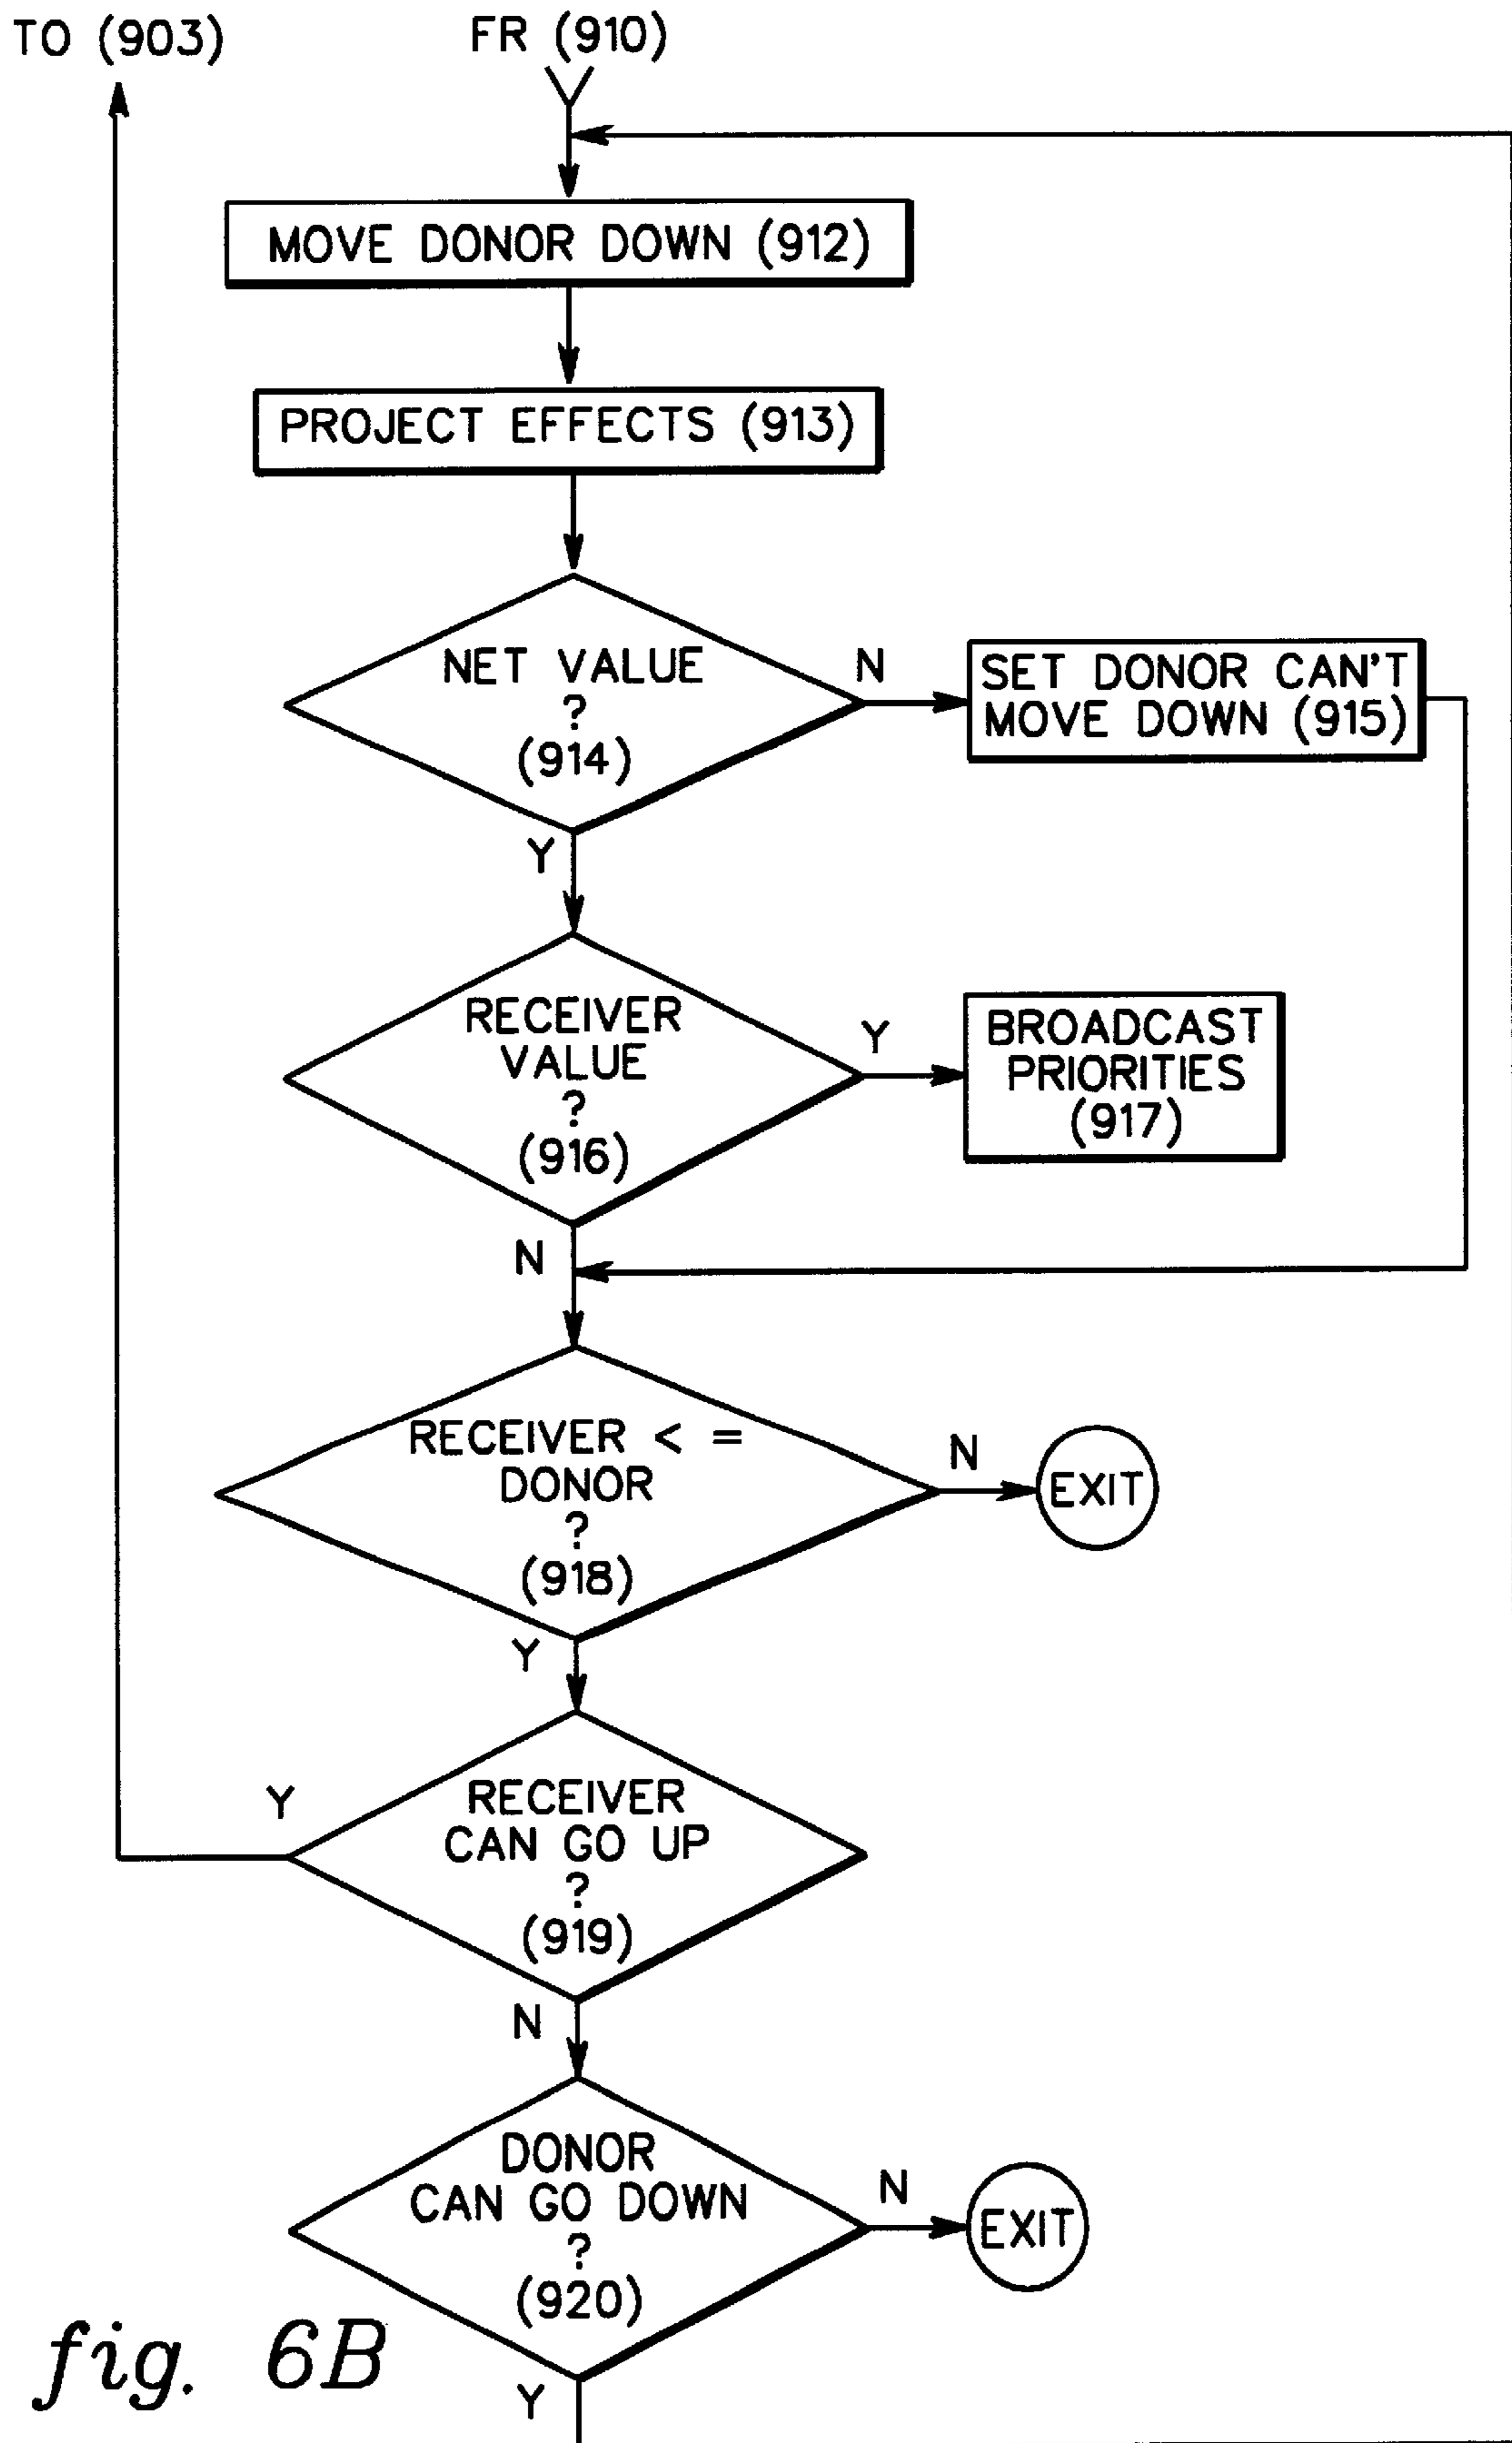 TO (903)
FR (910)
MOVE DONOR DOWN (912)
PROJECT EFFECTS (913)
NET VALUE
?
(914)
N
SET DONOR CAN'T
MOVE DOWN (915)
Y
RECEIVER
VALUE
?
(916)
Y
BROADCAST
PRIORITIES
(917)
N
RECEIVER < =
DONOR
?
(918)
N
EXIT
Y
RECEIVER
CAN GO UP
?
(919)
Y
N
DONOR
CAN GO DOWN
?
(920)
N
EXIT
Y
fig. 6B